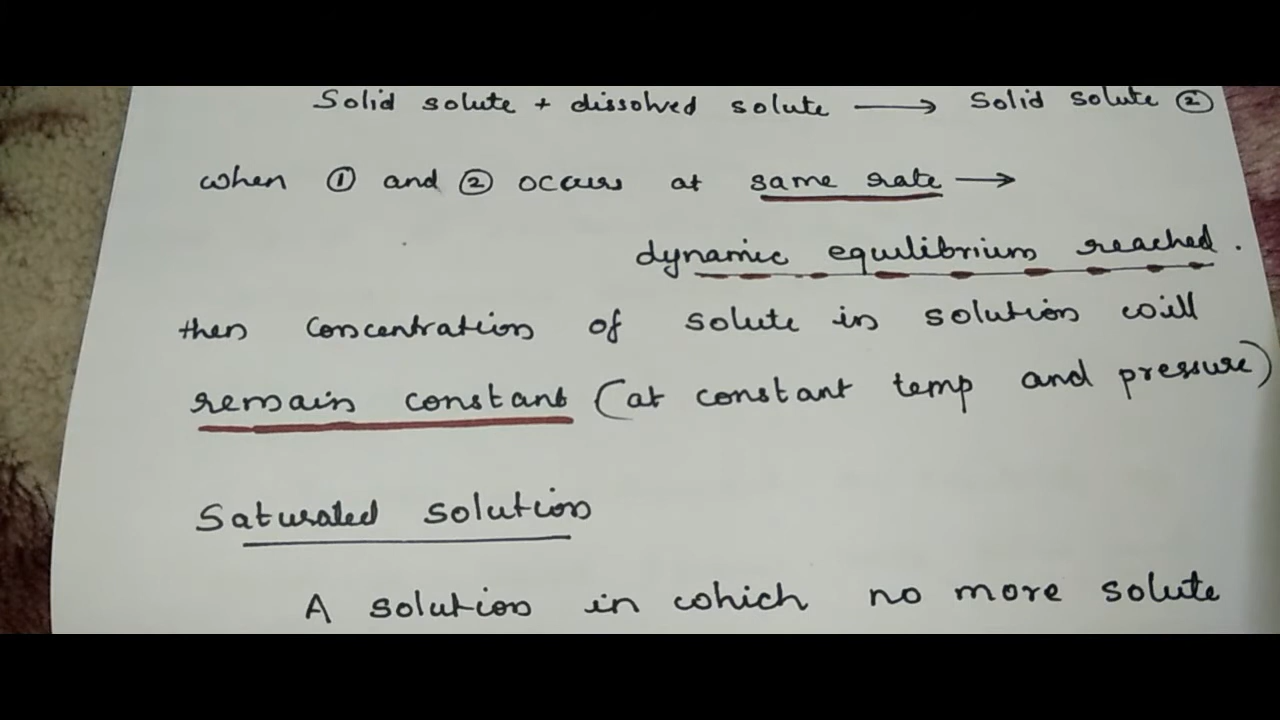 Solid solute + dissolved solute ⟶ Solid solute ②
when ① and ② occurs at same rate ⟶
dynamic equilibrium reached.
then concentration of solute in solution will
remain constant (at constant temp and pressure)
Saturated solution
A solution in which no more solute